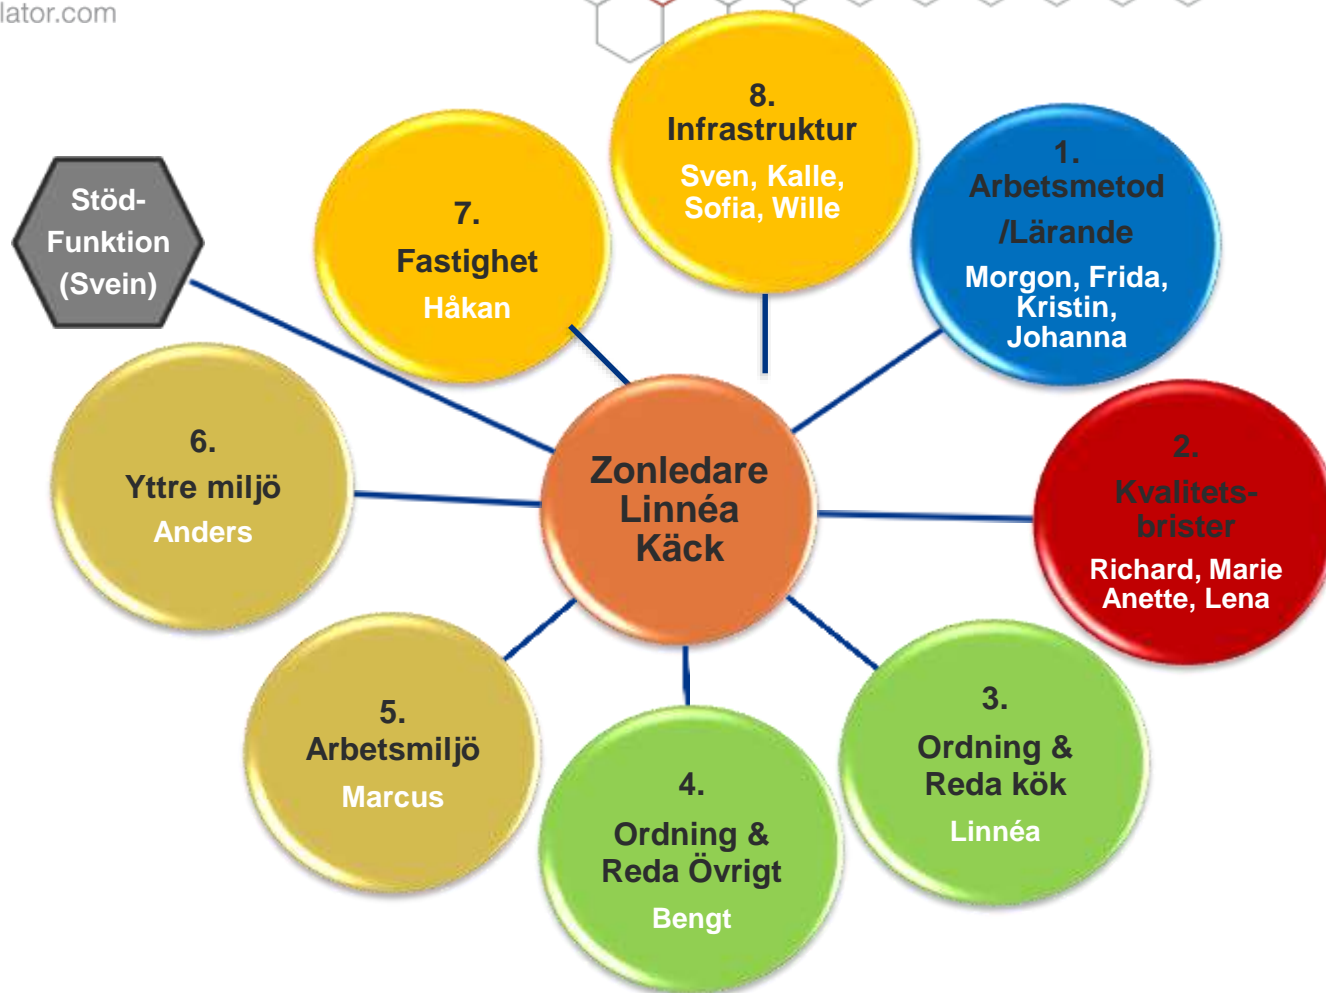 lator.com
8.
Infrastruktur
Sven, Kalle,
Sofia, Wille
1.
Arbetsmetod
/Lärande
Morgon, Frida,
Kristin,
Johanna
Stöd-
Funktion
(Svein)
7.
Fastighet
Håkan
2.
Kvalitets-
brister
Richard, Marie
Anette, Lena
6.
Yttre miljö
Anders
Zonledare
Linnéa
Käck
3.
Ordning &
Reda kök
Linnéa
5.
Arbetsmiljö
Marcus
4.
Ordning &
Reda Övrigt
Bengt